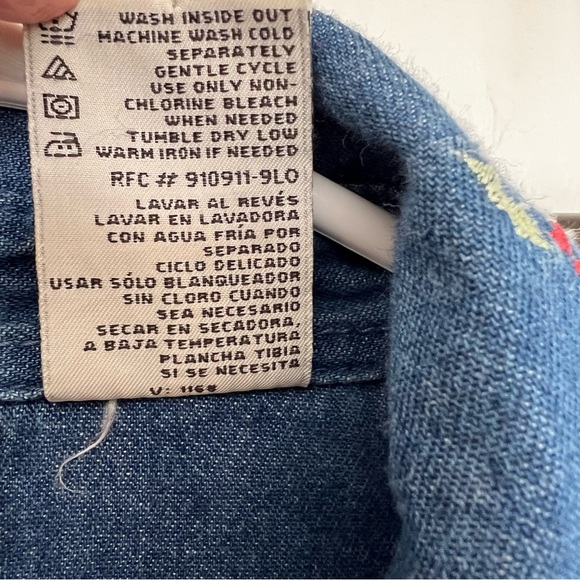 WASH INSIDE OUT
MACHINE WASH COLD
SEPARATELY
GENTLE CYCLE
USE ONLY NON-
CHLORINE BLEACH
WHEN NEEDED
TUMBLE DRY LOW
WARM IRON IF NEEDED
RFC # 910911-9L0
LAVAR AL REVÉS
LAVAR EN LAVADORA
CON AGUA FRÍA POR
SEPARADO
CICLO DELICADO
USAR SÓLO BLANQUEADOR
SIN CLORO CUANDO
SEA NECESARIO
SECAR EN SECADORA,
A BAJA TEMPERATURA
PLANCHA TIBIA
SI SE NECESITA
V: 1168